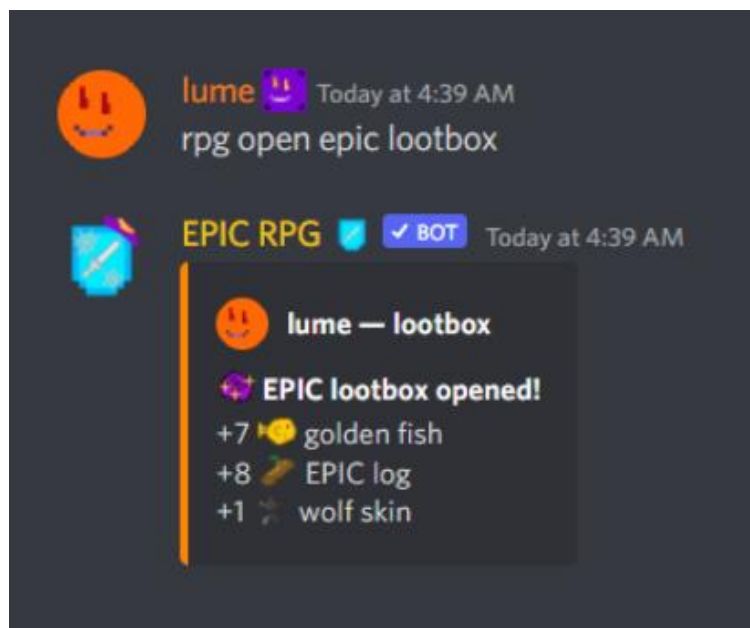 lume Today at 4:39 AM
rpg open epic lootbox
EPIC RPG ✓ BOT Today at 4:39 AM
lume — lootbox
EPIC lootbox opened!
+7 golden fish
+8 EPIC log
+1 wolf skin